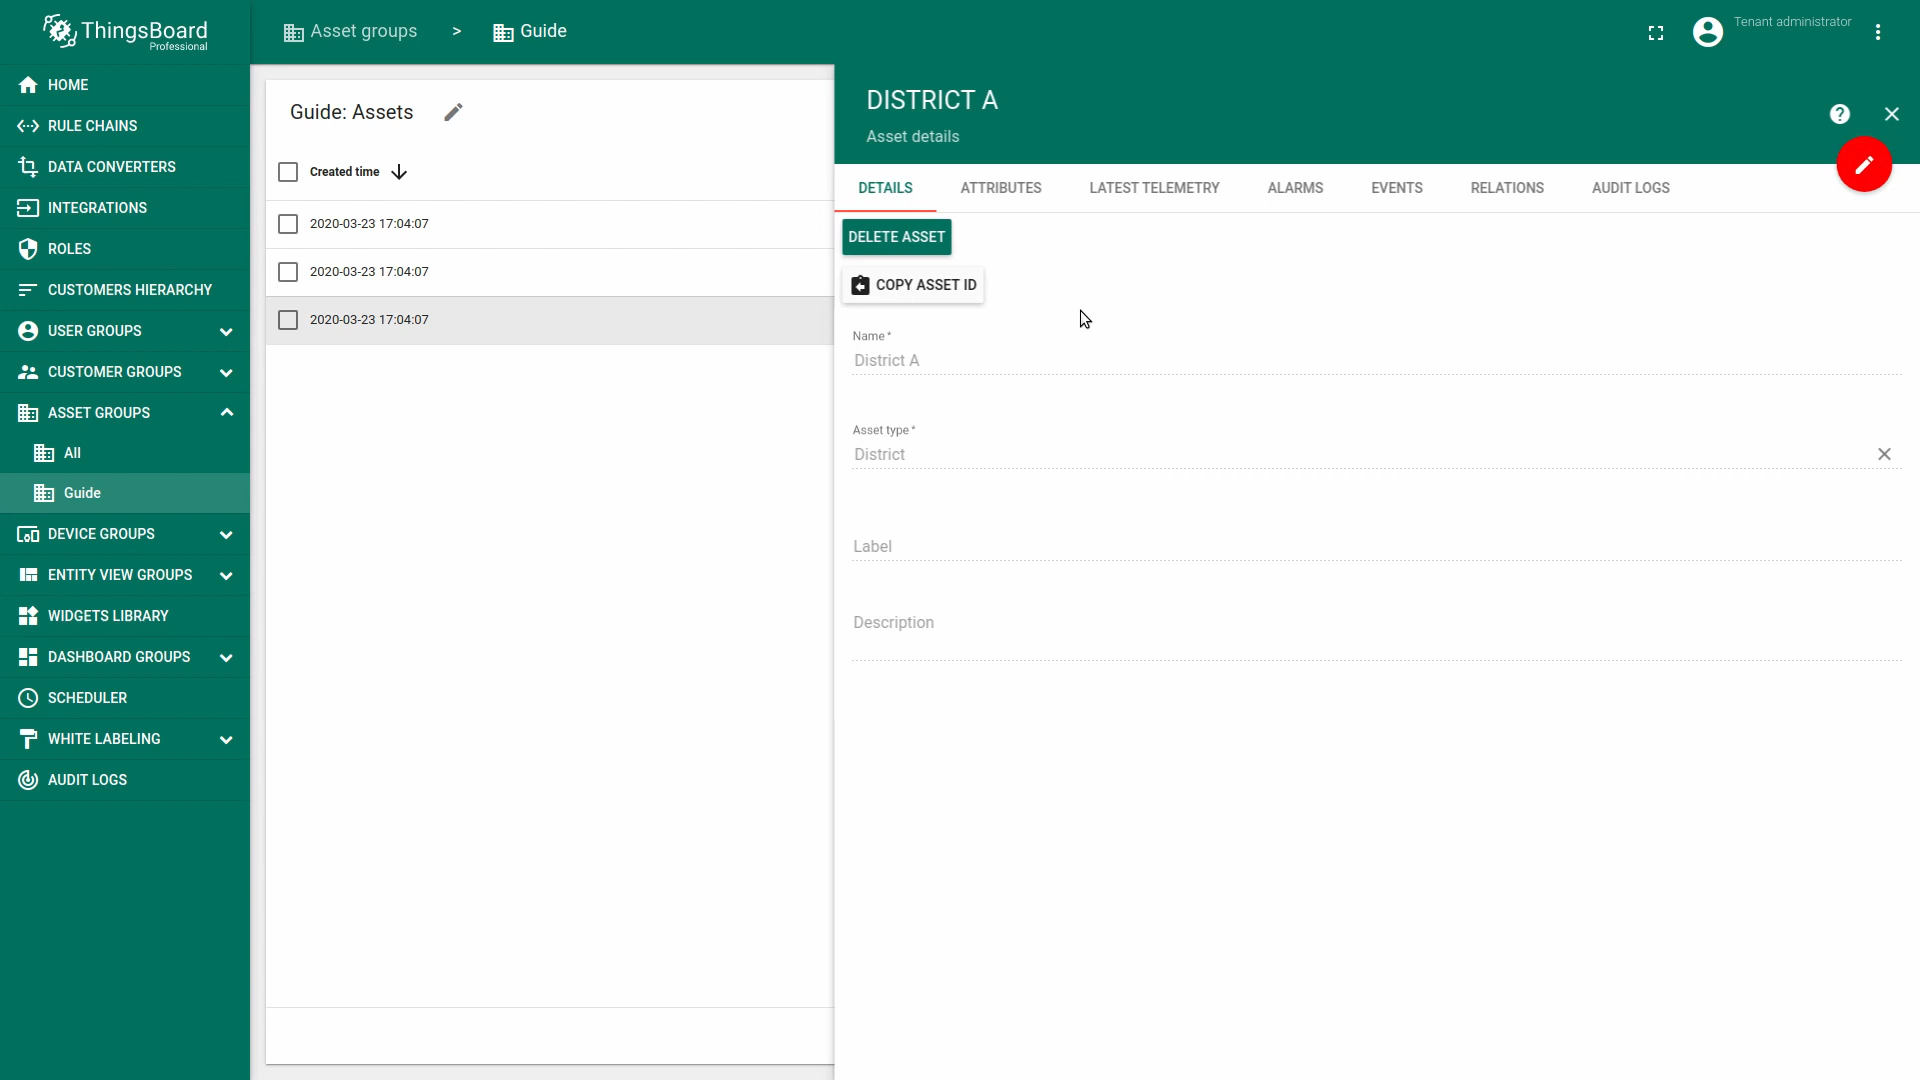 ThingsBoard
Professional
Asset groups > Guide
Tenant administrator
HOME
RULE CHAINS
DATA CONVERTERS
INTEGRATIONS
ROLES
CUSTOMERS HIERARCHY
USER GROUPS
CUSTOMER GROUPS
ASSET GROUPS
All
Guide
DEVICE GROUPS
ENTITY VIEW GROUPS
WIDGETS LIBRARY
DASHBOARD GROUPS
SCHEDULER
WHITE LABELING
AUDIT LOGS
Guide: Assets
Created time
2020-03-23 17:04:07
2020-03-23 17:04:07
2020-03-23 17:04:07
DISTRICT A
Asset details
DETAILS ATTRIBUTES LATEST TELEMETRY ALARMS EVENTS RELATIONS AUDIT LOGS
DELETE ASSET
COPY ASSET ID
Name *
District A
Asset type *
District
Label
Description